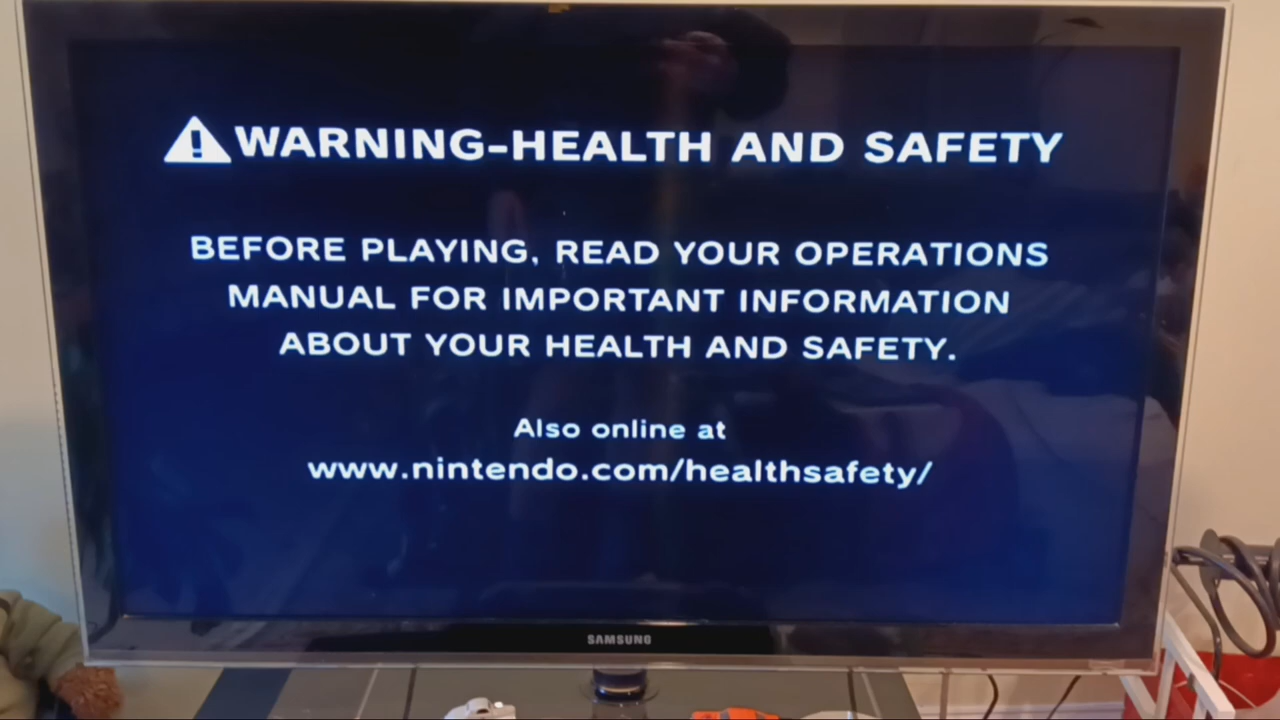 WARNING-HEALTH AND SAFETY
BEFORE PLAYING, READ YOUR OPERATIONS
MANUAL FOR IMPORTANT INFORMATION
ABOUT YOUR HEALTH AND SAFETY.
Also online at
www.nintendo.com/healthsafety/
SAMSUNG